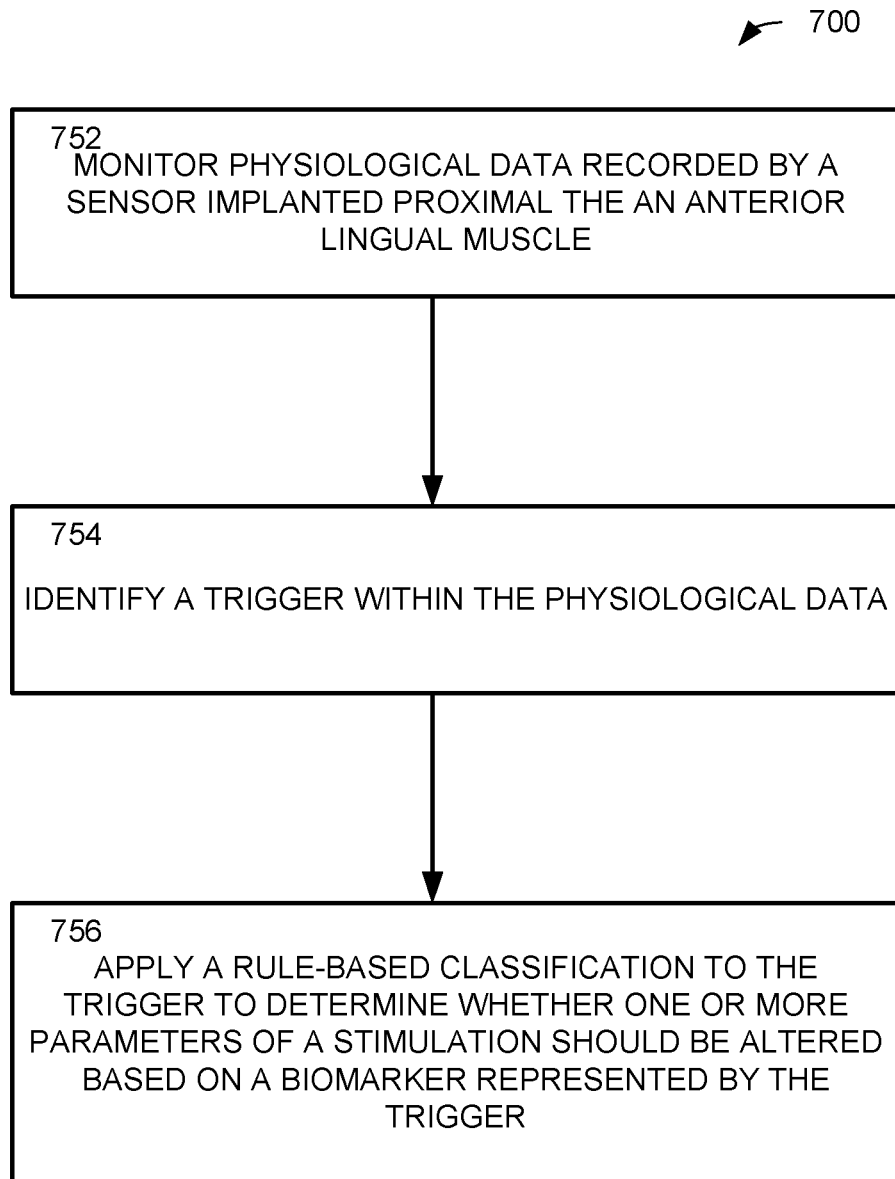 700
752
MONITOR PHYSIOLOGICAL DATA RECORDED BY A
SENSOR IMPLANTED PROXIMAL THE AN ANTERIOR
LINGUAL MUSCLE
754
IDENTIFY A TRIGGER WITHIN THE PHYSIOLOGICAL DATA
756
APPLY A RULE-BASED CLASSIFICATION TO THE
TRIGGER TO DETERMINE WHETHER ONE OR MORE
PARAMETERS OF A STIMULATION SHOULD BE ALTERED
BASED ON A BIOMARKER REPRESENTED BY THE
TRIGGER